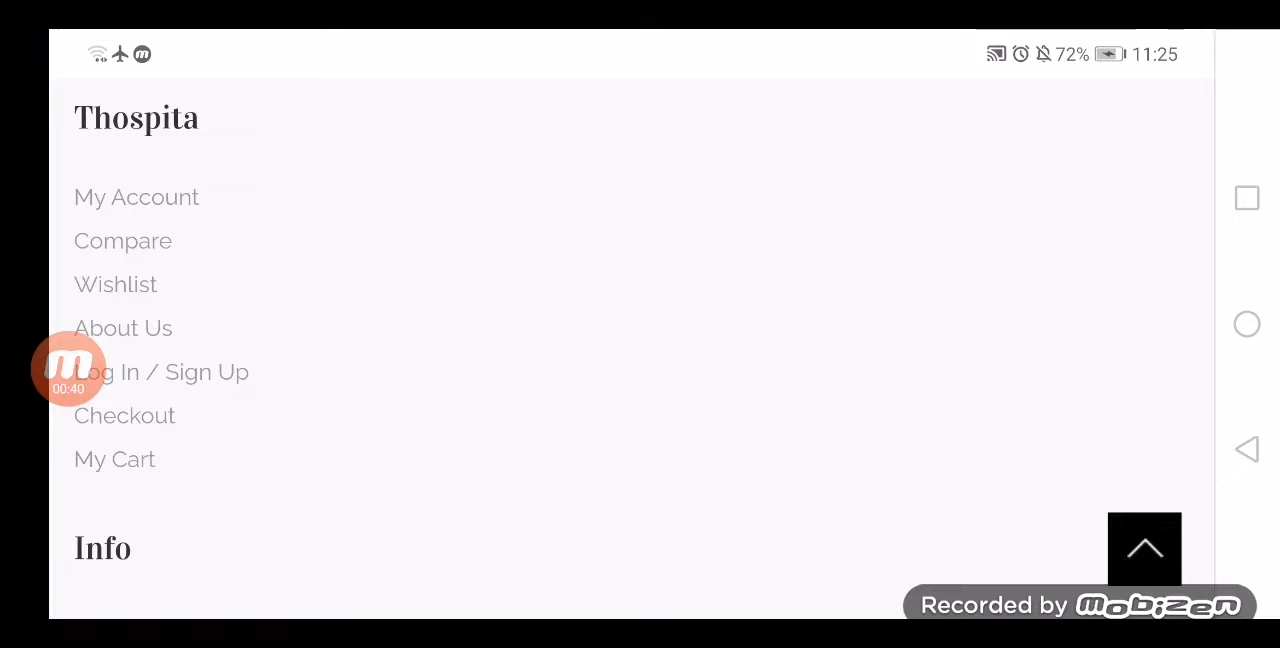 72% 11:25
Thospita
My Account
Compare
Wishlist
About Us
Log In / Sign Up
00:40
Checkout
My Cart
Info
Recorded by mobizen